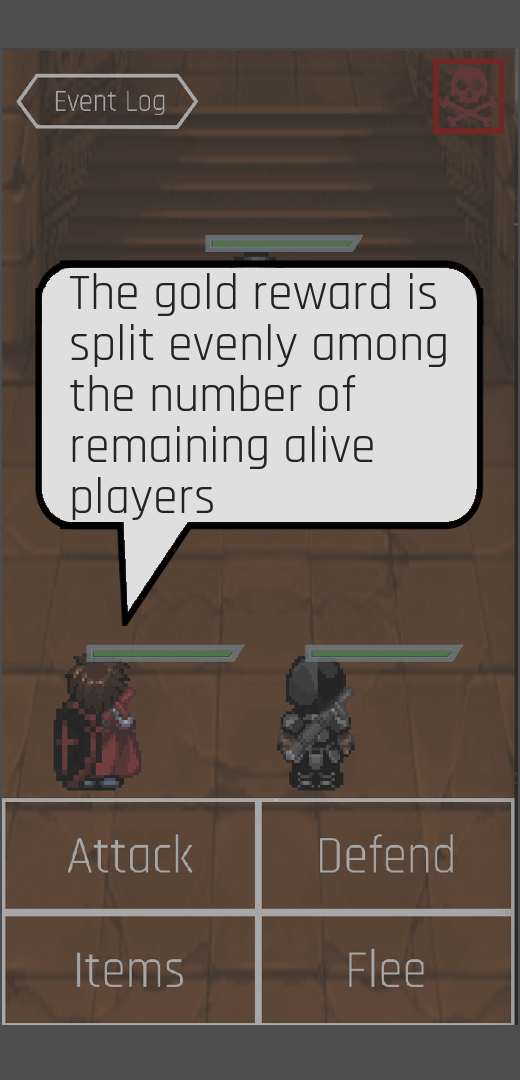 Event Log
The gold reward is
split evenly among
the number of
remaining alive
players
Attack
Defend
Items
Flee